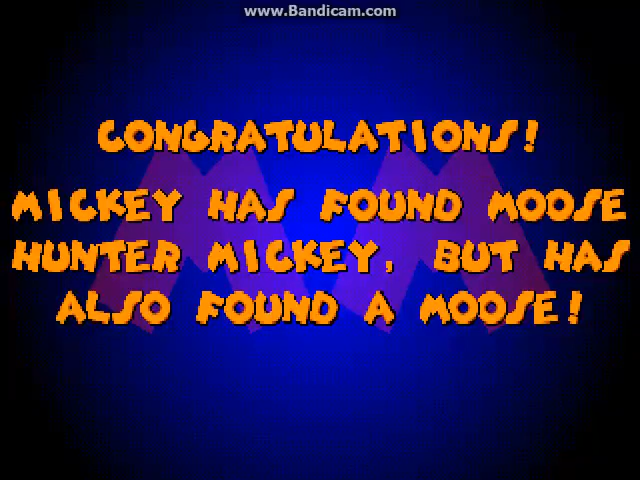 www.Bandicam.com
CONGRATULATIONS!
MICKEY HAS FOUND MOOSE
HUNTER MICKEY, BUT HAS
ALSO FOUND A MOOSE!